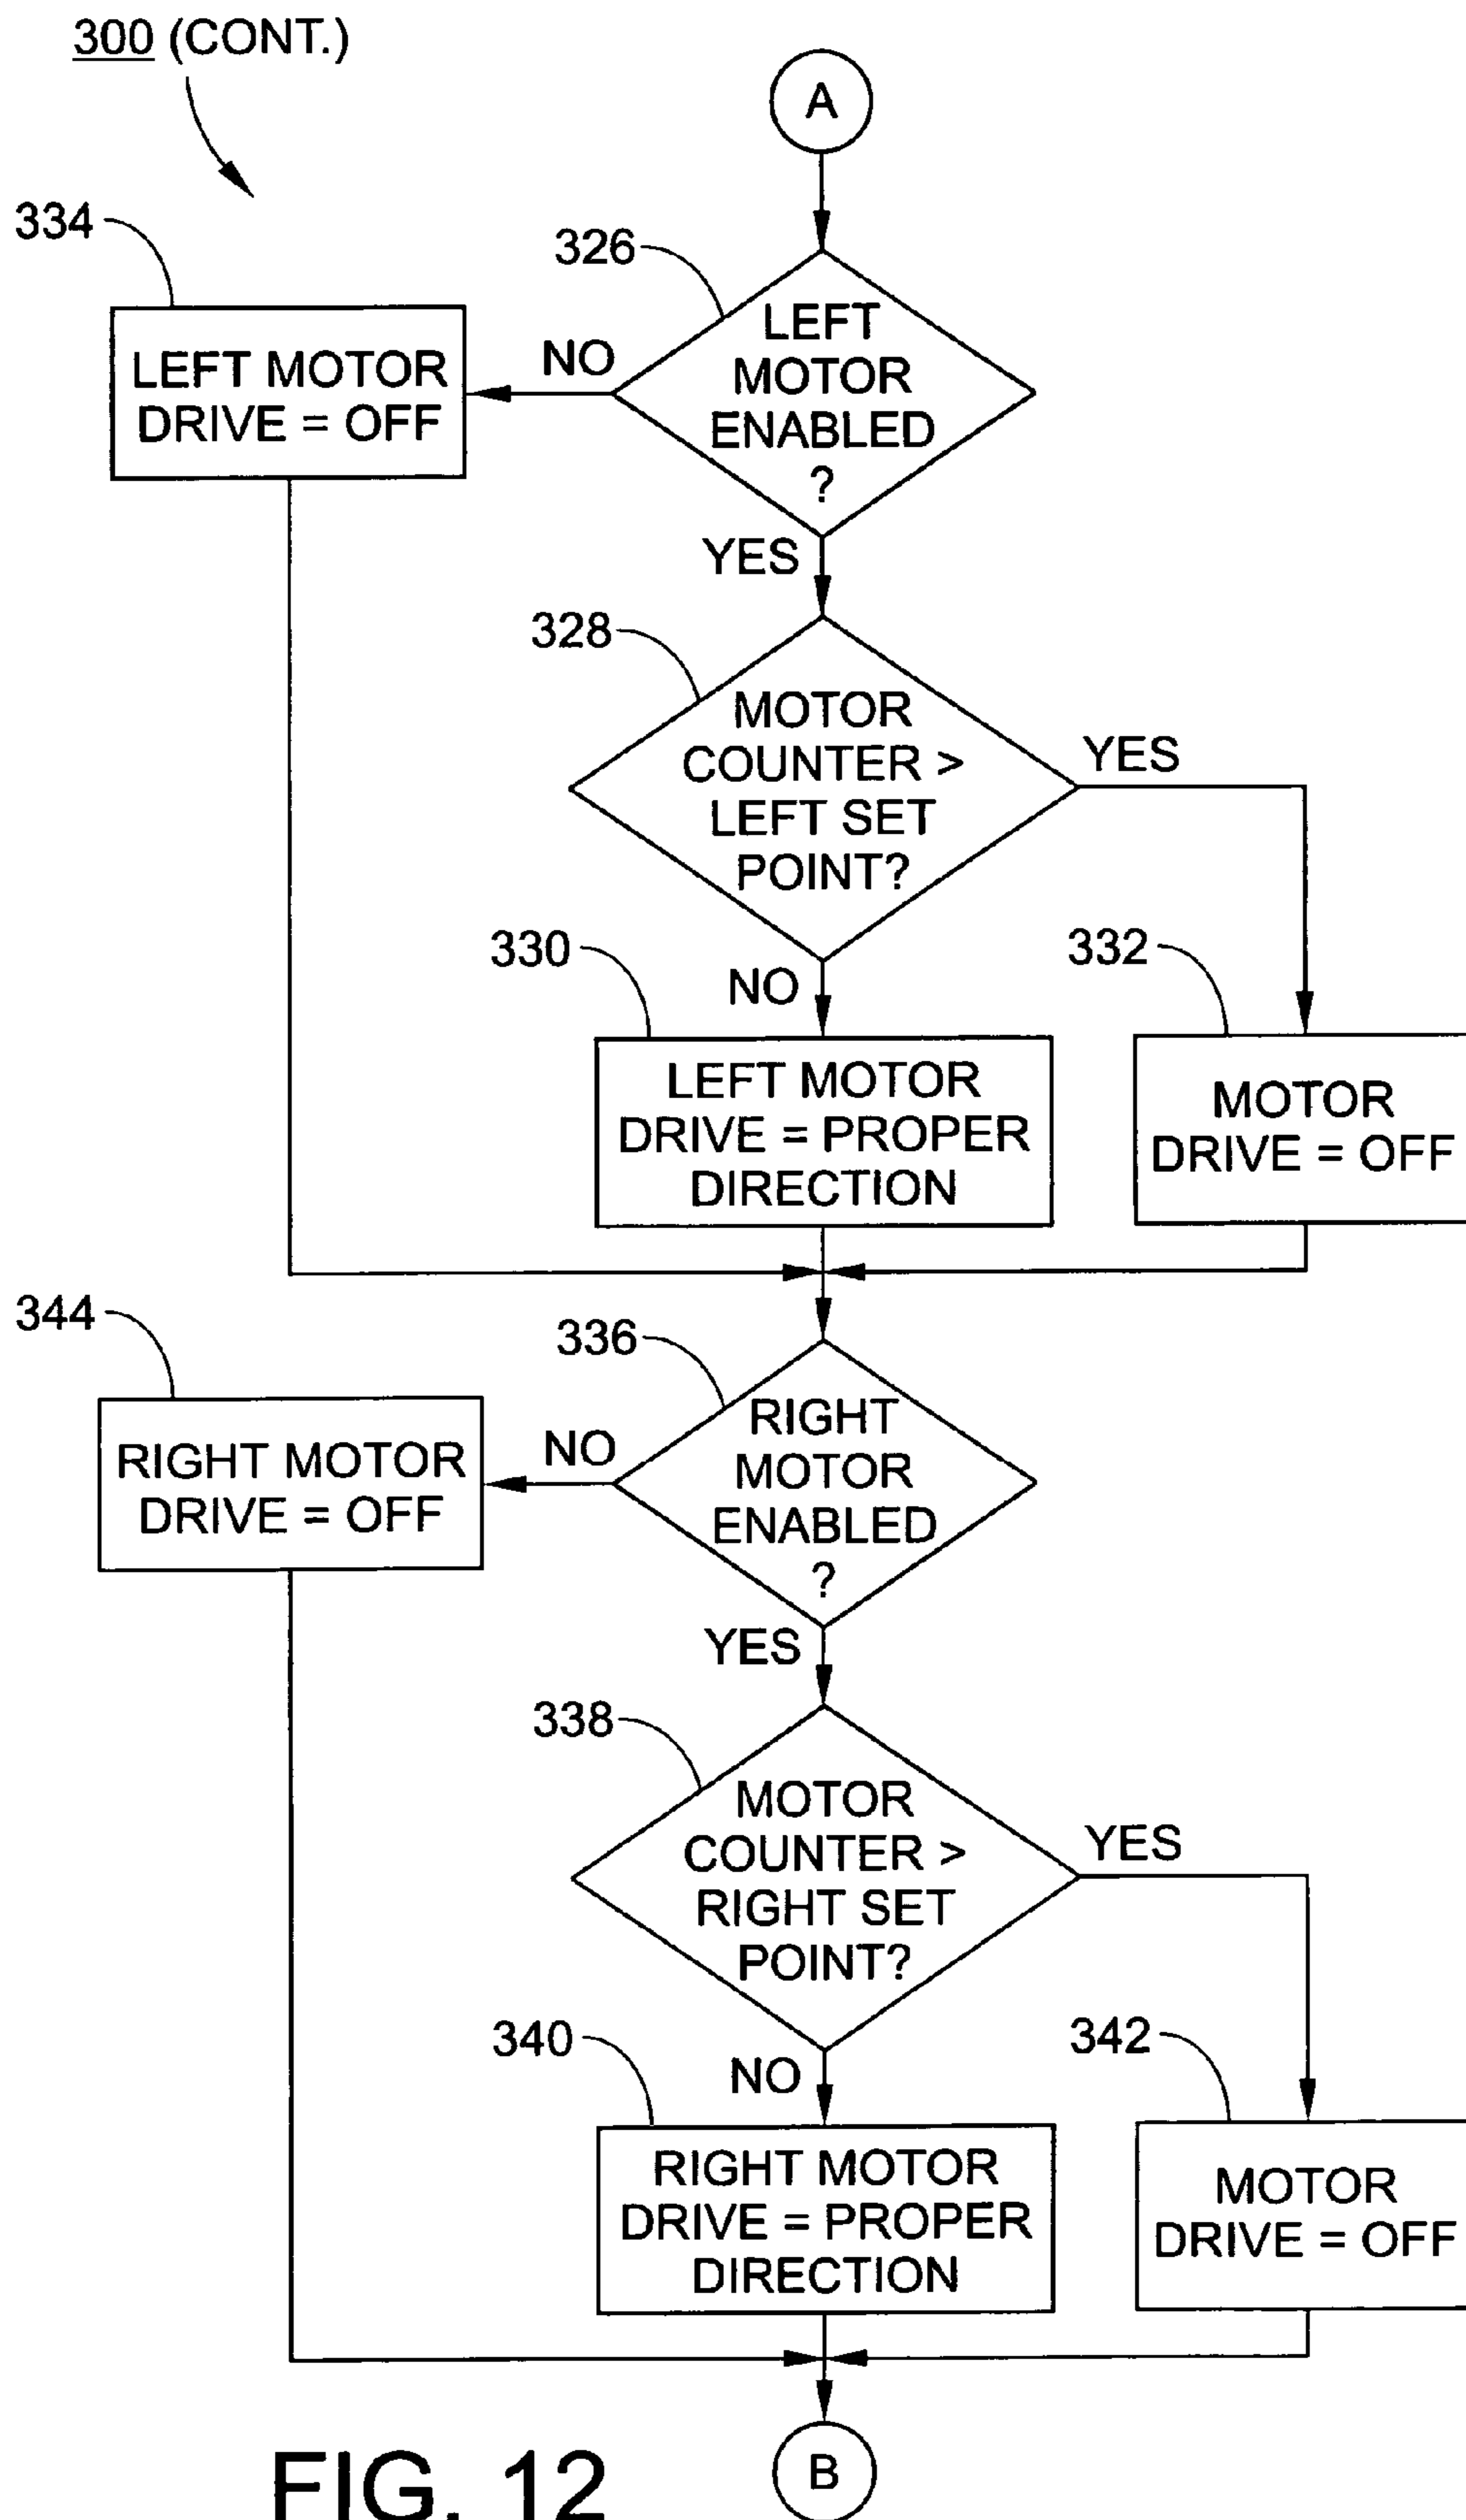 300 (CONT.)
A
334
326
LEFT
MOTOR
ENABLED
?
NO
LEFT MOTOR
DRIVE = OFF
YES
328
MOTOR
COUNTER >
LEFT SET
POINT?
YES
330
NO
332
LEFT MOTOR
DRIVE = PROPER
DIRECTION
MOTOR
DRIVE = OFF
344
336
RIGHT
MOTOR
ENABLED
?
NO
RIGHT MOTOR
DRIVE = OFF
YES
338
MOTOR
COUNTER >
RIGHT SET
POINT?
YES
340
NO
342
RIGHT MOTOR
DRIVE = PROPER
DIRECTION
MOTOR
DRIVE = OFF
B
FIG. 12